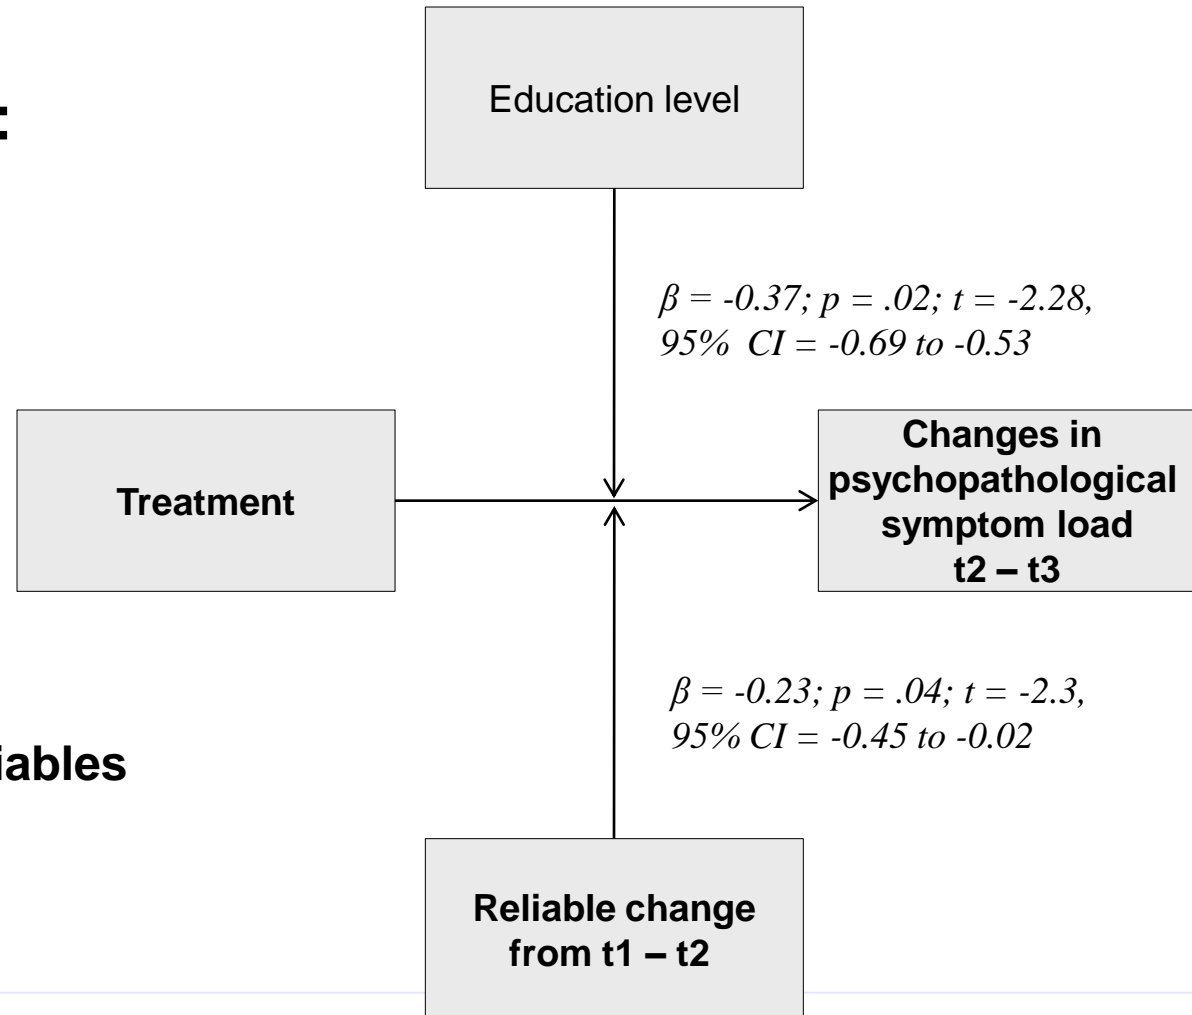 :
Education level
β = -0.37; p = .02; t = -2.28,
95% CI = -0.69 to -0.53
Treatment
Changes in
psychopathological
symptom load
t2 – t3
β = -0.23; p = .04; t = -2.3,
95% CI = -0.45 to -0.02
iables
Reliable change
from t1 – t2